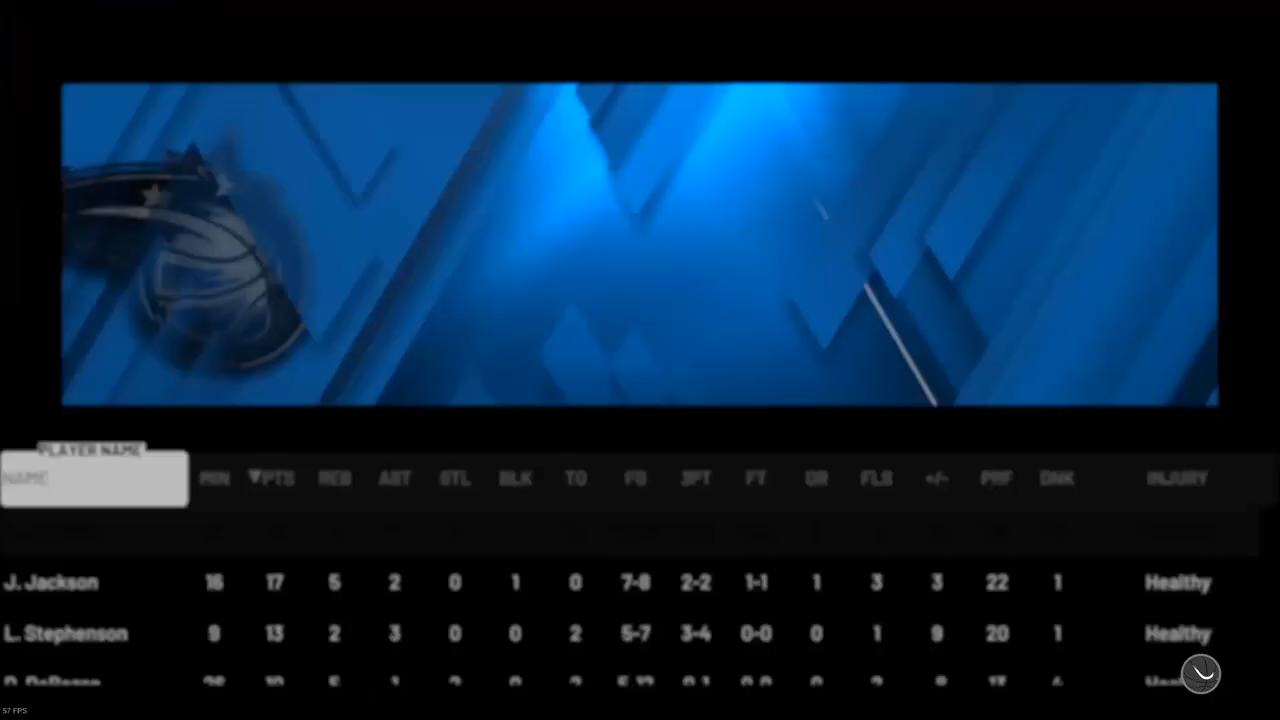 PLAYER NAME
NAME MIN ▼PTS REB AST STL BLK TO FG 3PT FT OR FLS +/- PRF DNK INJURY
J. Jackson 16 17 5 2 0 1 0 7-8 2-2 1-1 1 3 3 22 1 Healthy
L. Stephenson 9 13 2 3 0 0 2 5-7 3-4 0-0 0 1 9 20 1 Healthy
57 FPS